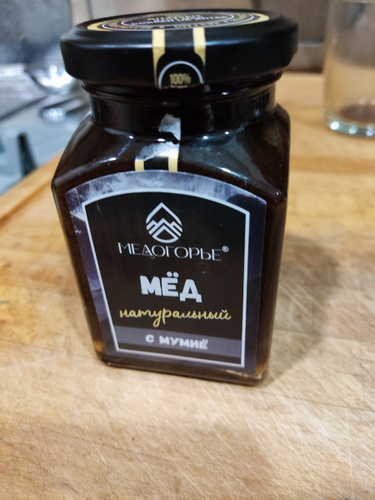 100%
МЕДОГОРЬЕ®
МЁД
натуральный
С МУМИЁ